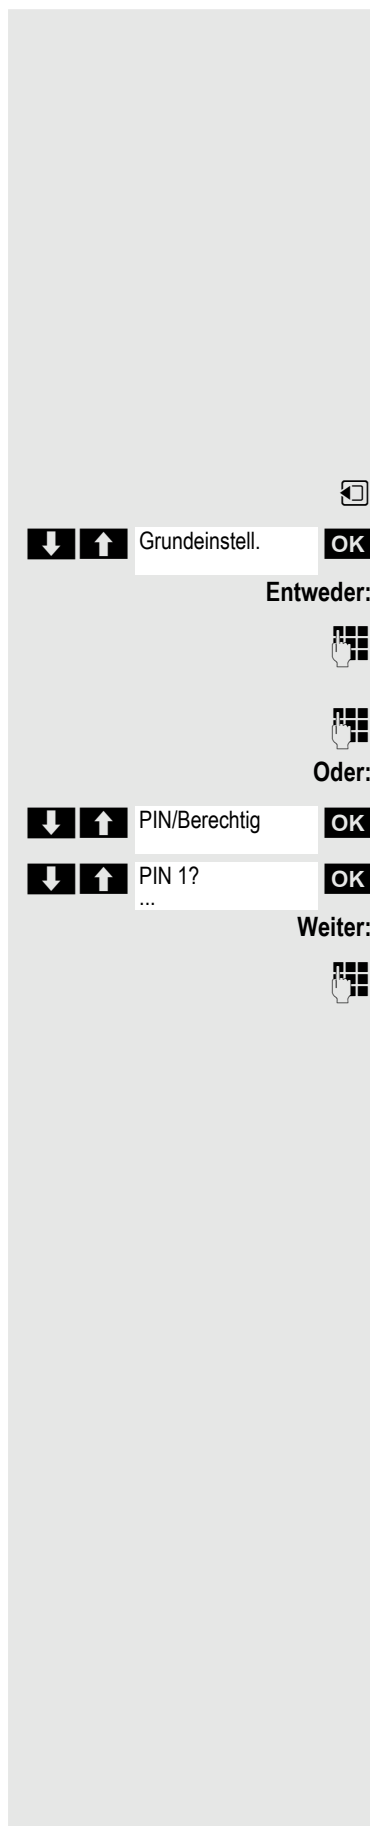 Grundeinstell. OK
Entweder:
Oder:
PIN/Berechtig OK
PIN 1? OK
...
Weiter: